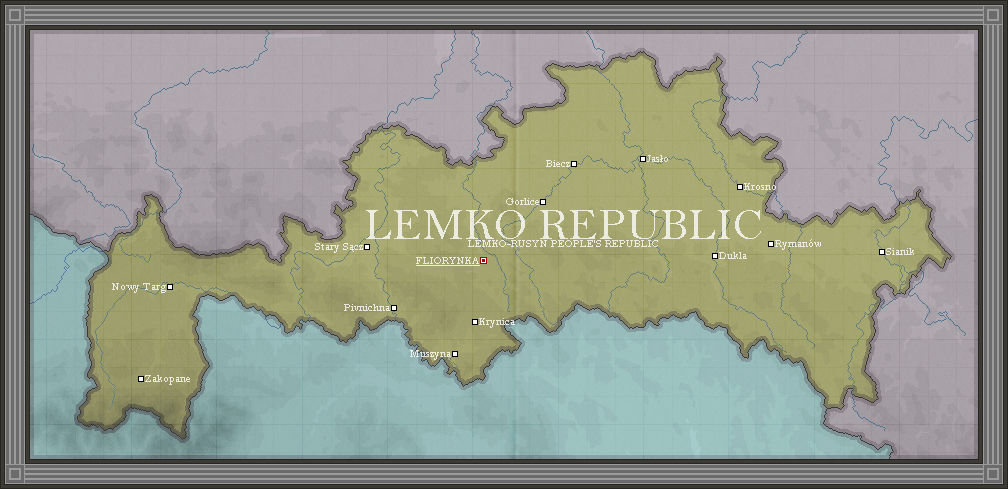 Biecz
Jasło
Krosno
Gorlice
LEMKO REPUBLIC
LEMKO-RUSYN PEOPLE'S REPUBLIC
Stary Sącz
Rymanów
Sianik
Dukla
FLIORYNKA
Nowy Targ
Pivnichna
Krynica
Muszyna
Zakopane